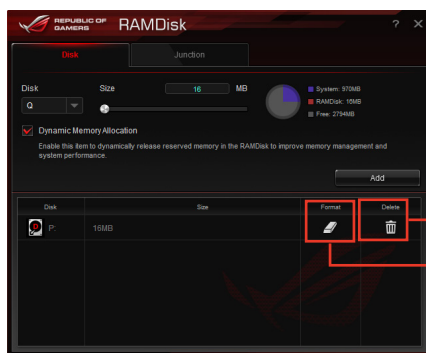 REPUBLIC OF
GAMERS
RAMDisk
? ×
Disk
Junction
Disk
Size
16
MB
Q
System: 970MB
RAMDisk: 16MB
Free: 2794MB
Dynamic Memory Allocation
Enable this item to dynamically release reserved memory in the RAMDisk to improve memory management and
system performance.
Add
Disk
Size
Format
Delete
P:
16MB